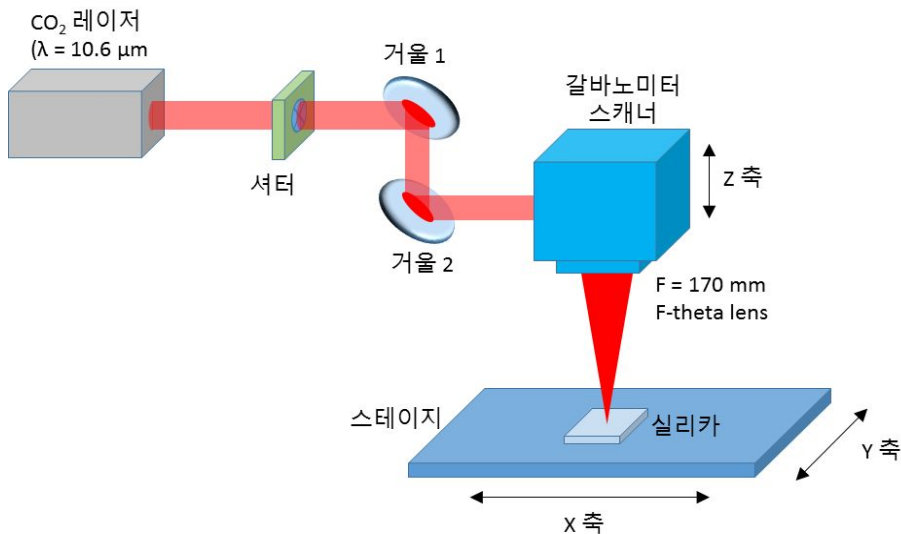 CO₂ 레이저
(λ = 10.6 µm
거울 1
갈바노미터
스캐너
Z 축
셔터
거울 2
F = 170 mm
F-theta lens
스테이지
실리카
Y 축
X 축